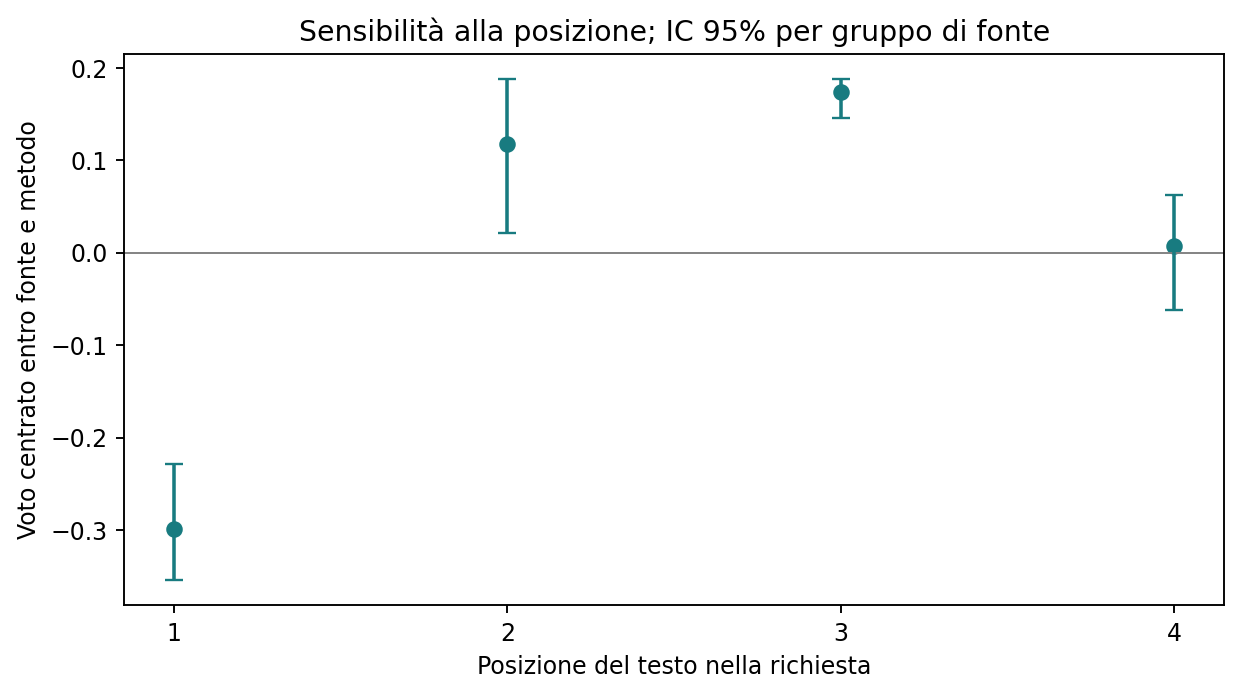 Sensibilità alla posizione; IC 95% per gruppo di fonte
Voto centrato entro fonte e metodo
0.2
0.1
0.0
−0.1
−0.2
−0.3
1 2 3 4
Posizione del testo nella richiesta